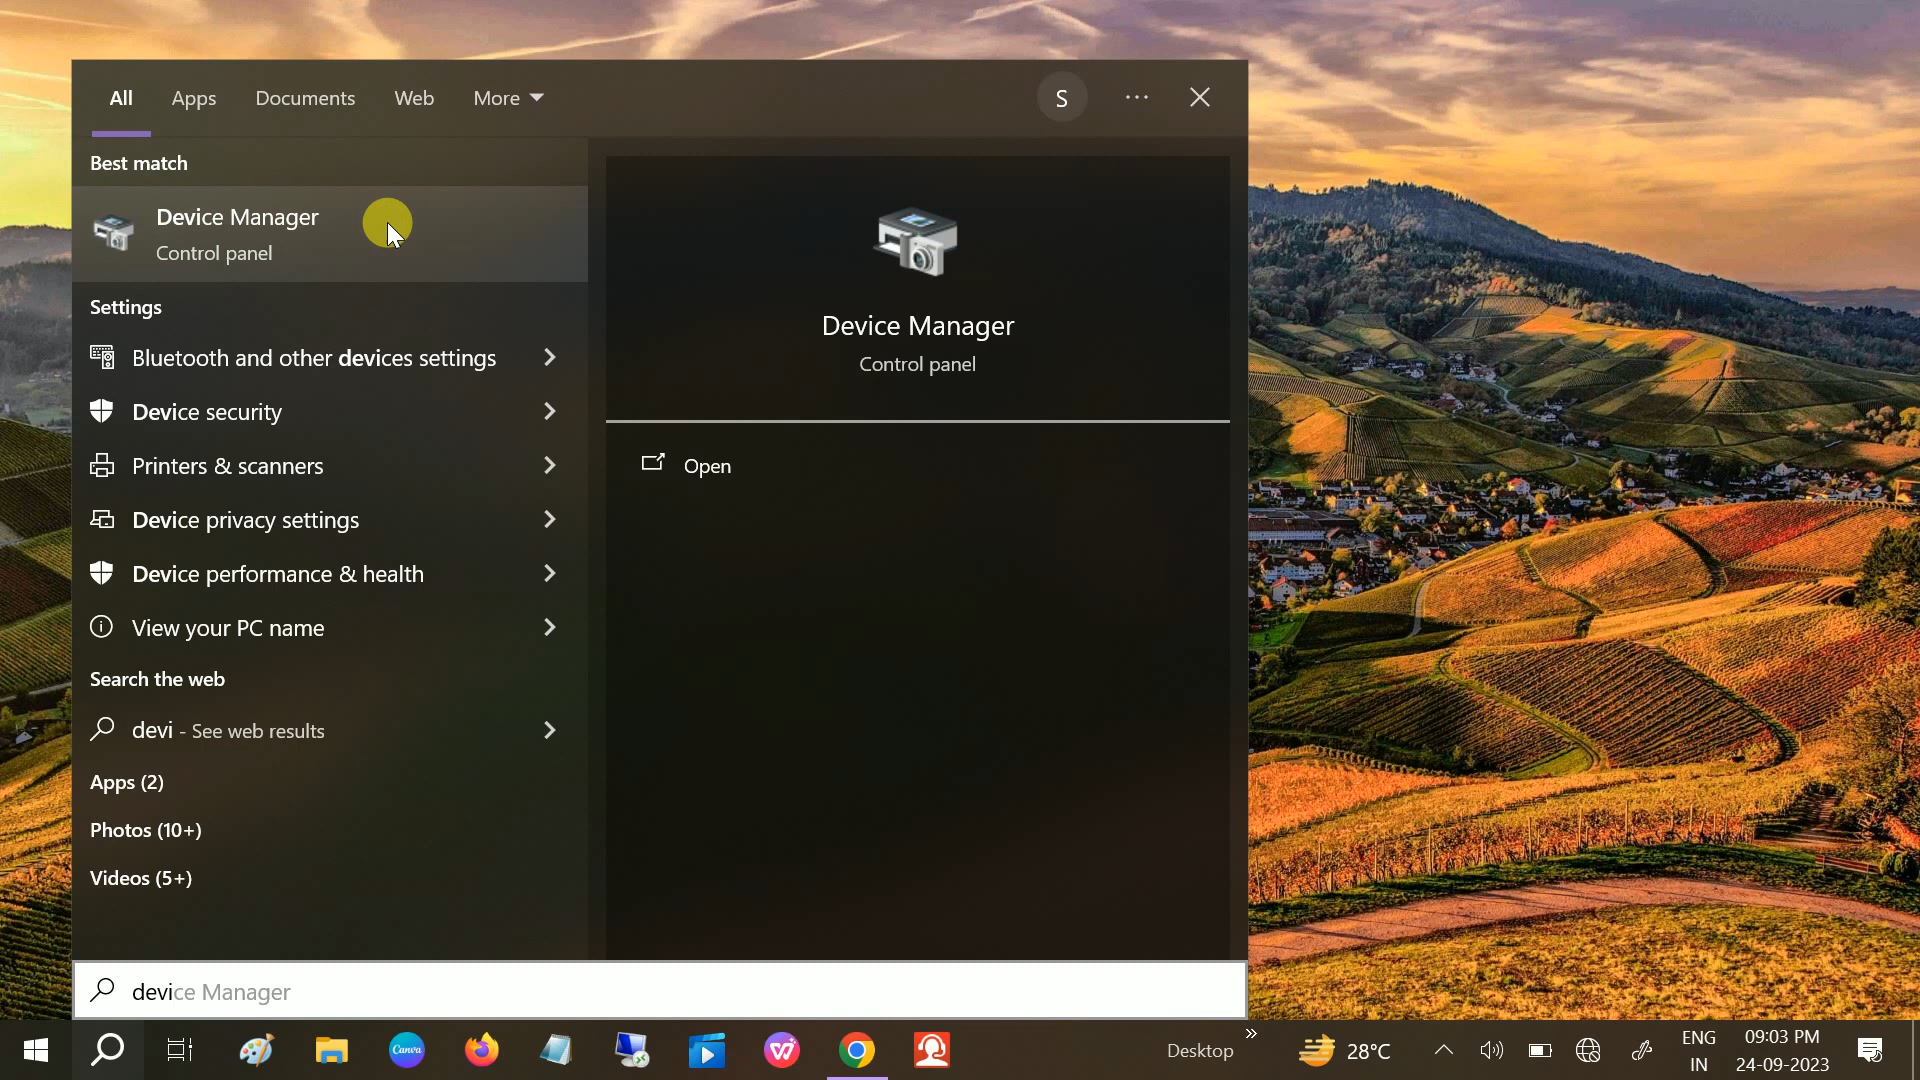 All Apps Documents Web More
S
Best match
Device Manager
Control panel
Settings
Bluetooth and other devices settings
Device security
Printers & scanners
Device privacy settings
Device performance & health
View your PC name
Search the web
devi - See web results
Apps (2)
Photos (10+)
Videos (5+)
Device Manager
Control panel
Open
device Manager
Canva
Desktop
28°C
ENG
IN
09:03 PM
24-09-2023